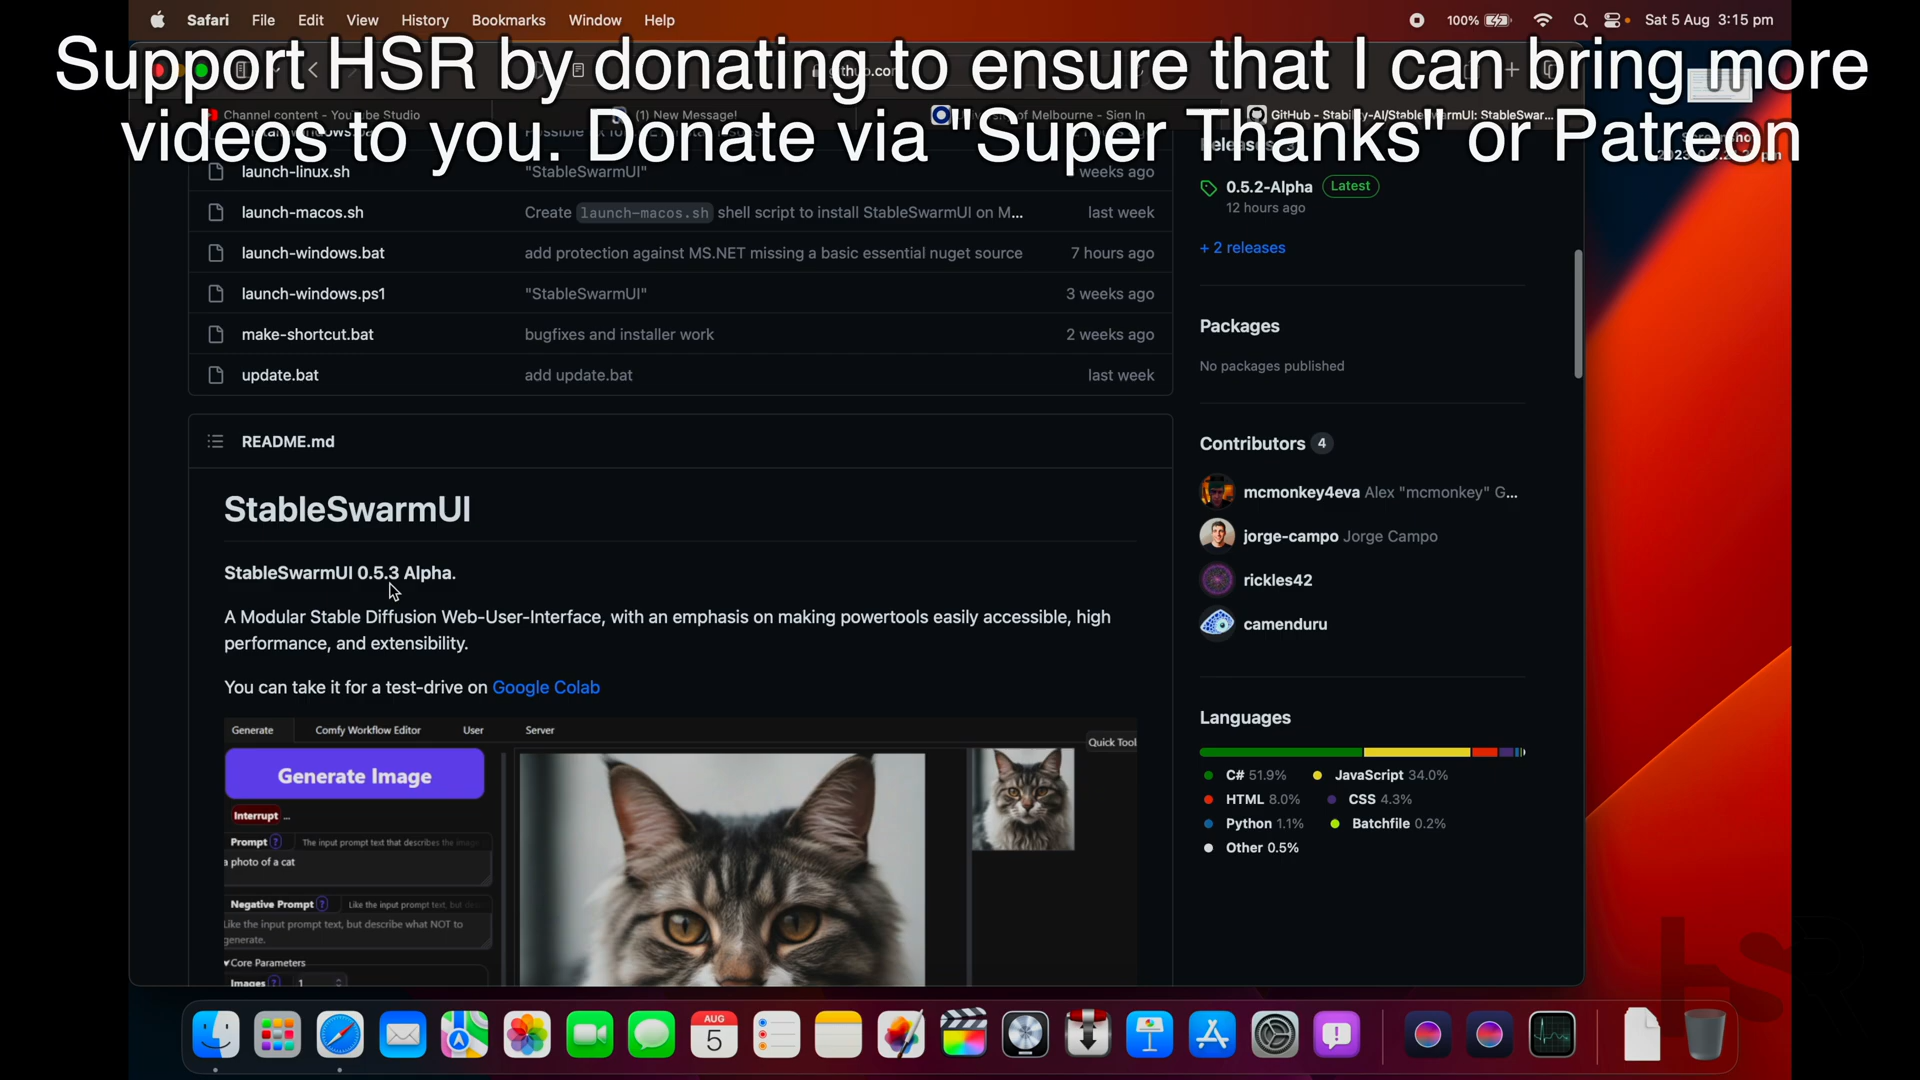 Safari File Edit View History Bookmarks Window Help 100% Sat 5 Aug 3:15 pm
Support HSR by donating to ensure that I can bring more
videos to you. Donate via "Super Thanks" or Patreon
Channel content - YouTube Studio
(1) New Message!
of Melbourne - Sign In
launch-linux.sh "StableSwarmUI" weeks ago
launch-macos.sh Create launch-macos.sh shell script to install StableSwarmUI on M... last week
launch-windows.bat add protection against MS.NET missing a basic essential nuget source 7 hours ago
launch-windows.ps1 "StableSwarmUI" 3 weeks ago
make-shortcut.bat bugfixes and installer work 2 weeks ago
update.bat add update.bat last week
README.md
StableSwarmUI
StableSwarmUI 0.5.3 Alpha.
A Modular Stable Diffusion Web-User-Interface, with an emphasis on making powertools easily accessible, high
performance, and extensibility.
You can take it for a test-drive on Google Colab
Generate Comfy Workflow Editor User Server
Quick Tool
Generate Image
Interrupt ...
Prompt ? The input prompt text that describes the image
a photo of a cat
Negative Prompt ? Like the input prompt text, but
Like the input prompt text, but describe what NOT to
generate.
Core Parameters
Images ? 1
Releases
0.5.2-Alpha Latest
12 hours ago
+ 2 releases
Packages
No packages published
Contributors 4
mcmonkey4eva Alex "mcmonkey" G...
jorge-campo Jorge Campo
rickles42
camenduru
Languages
C# 51.9% JavaScript 34.0%
HTML 8.0% CSS 4.3%
Python 1.1% Batchfile 0.2%
Other 0.5%
AUG
5
HSR